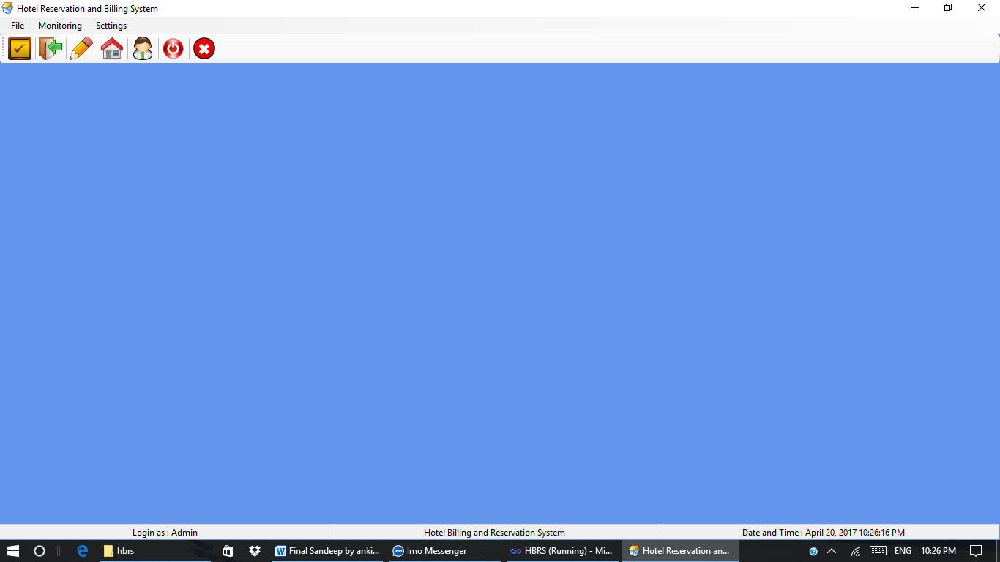 Hotel Reservation and Billing System
File Monitoring Settings
Login as : Admin Hotel Billing and Reservation System Date and Time : April 20, 2017 10:26:16 PM
hbrs Final Sandeep by anki... imo Imo Messenger HBRS (Running) - Mi... Hotel Reservation an... ENG 10:26 PM